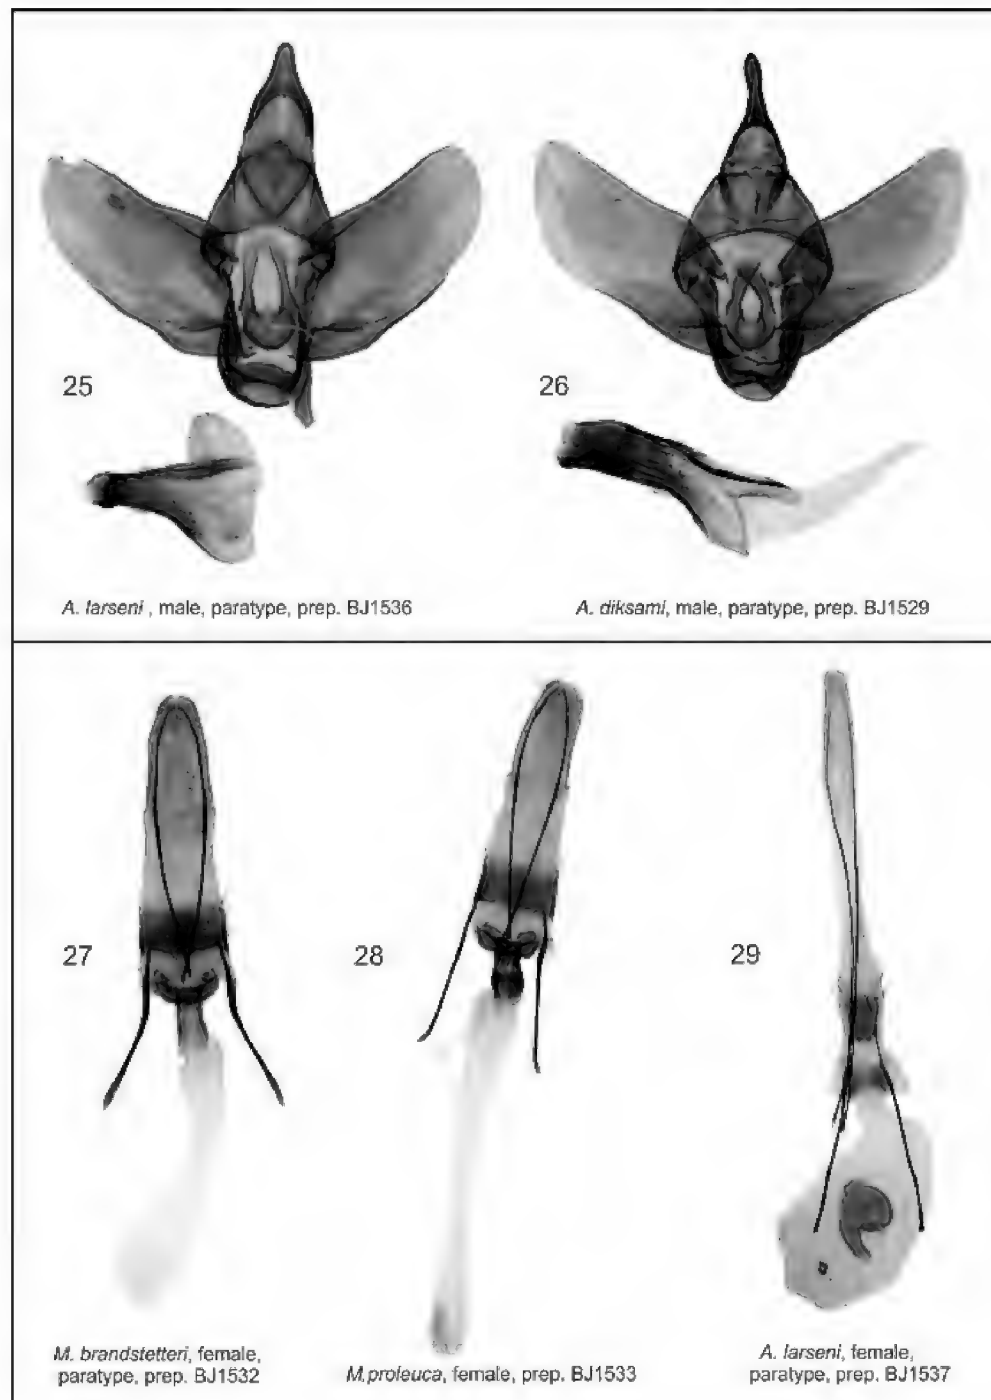 25
26
A. larseni , male, paratype, prep. BJ1536
A. diksami, male, paratype, prep. BJ1529
27
28
29
M. brandstetteri, female,
paratype, prep. BJ1532
M.proleuca, female, prep. BJ1533
A. larseni, female,
paratype, prep. BJ1537